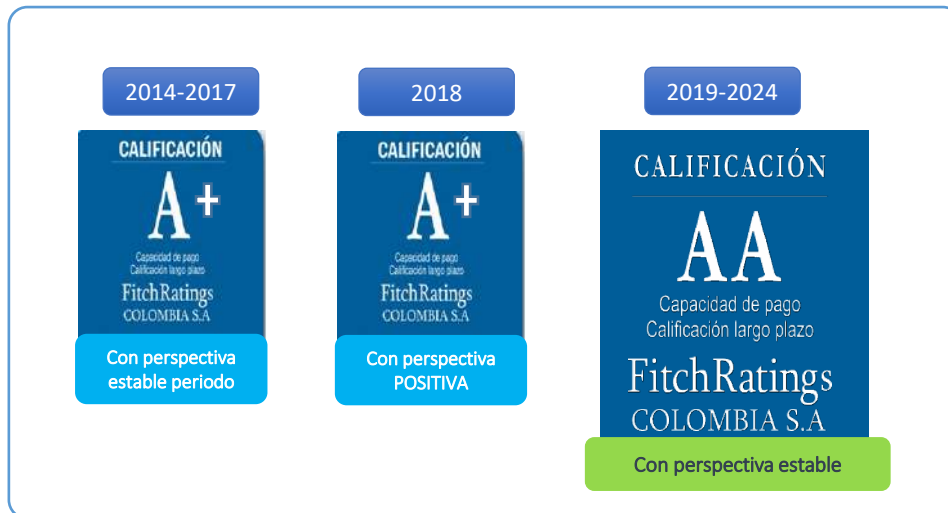 2014-2017
CALIFICACIÓN
A+
Capacidad de pago
Calificación largo plazo
FitchRatings
COLOMBIA S.A
Con perspectiva
estable periodo
2018
CALIFICACIÓN
A+
Capacidad de pago
Calificación largo plazo
FitchRatings
COLOMBIA S.A
Con perspectiva
POSITIVA
2019-2024
CALIFICACIÓN
AA
Capacidad de pago
Calificación largo plazo
FitchRatings
COLOMBIA S.A
Con perspectiva estable